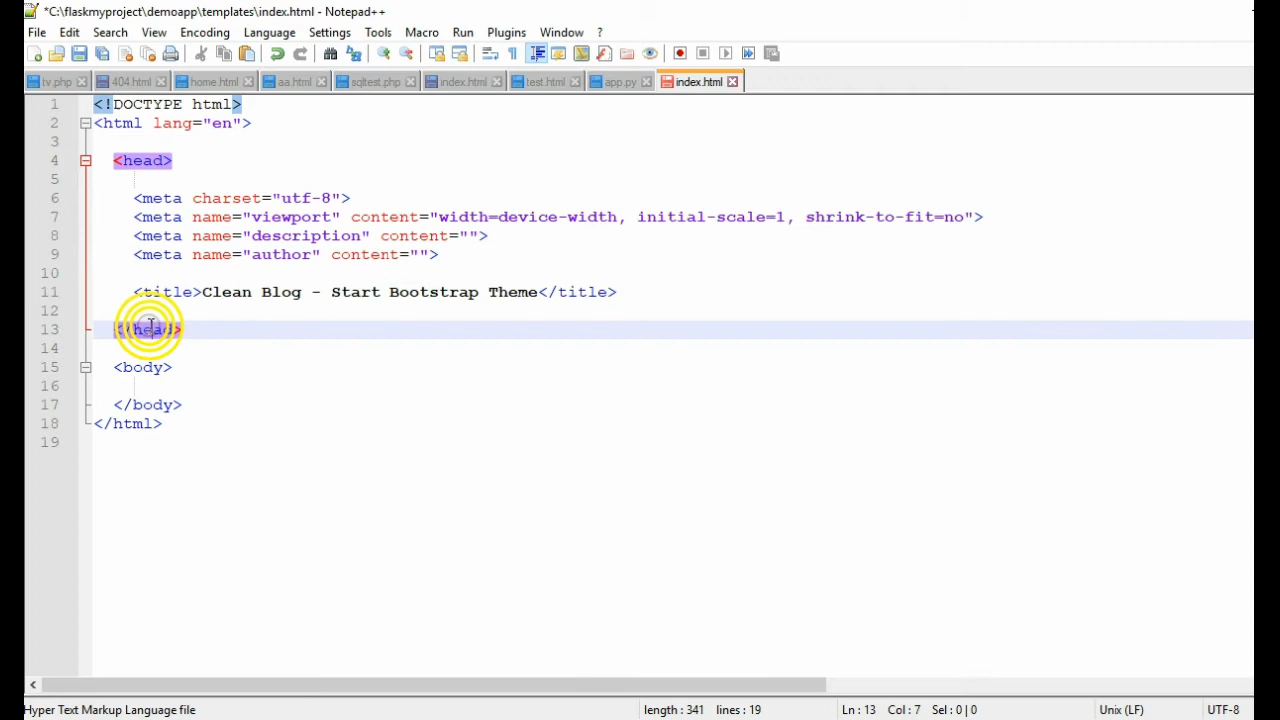 *C:\flaskmyproject\demoapp\templates\index.html - Notepad++
File Edit Search View Encoding Language Settings Tools Macro Run Plugins Window ?
tv.php 404.html home.html aa.html sqltest.php index.html test.html app.py index.html
1 <!DOCTYPE html>
2 <html lang="en">
3
4 <head>
5
6 <meta charset="utf-8">
7 <meta name="viewport" content="width=device-width, initial-scale=1, shrink-to-fit=no">
8 <meta name="description" content="">
9 <meta name="author" content="">
10
11 <title>Clean Blog - Start Bootstrap Theme</title>
12
13 </head>
14
15 <body>
16
17 </body>
18 </html>
19
Hyper Text Markup Language file length : 341 lines : 19 Ln : 13 Col : 7 Sel : 0 | 0 Unix (LF) UTF-8